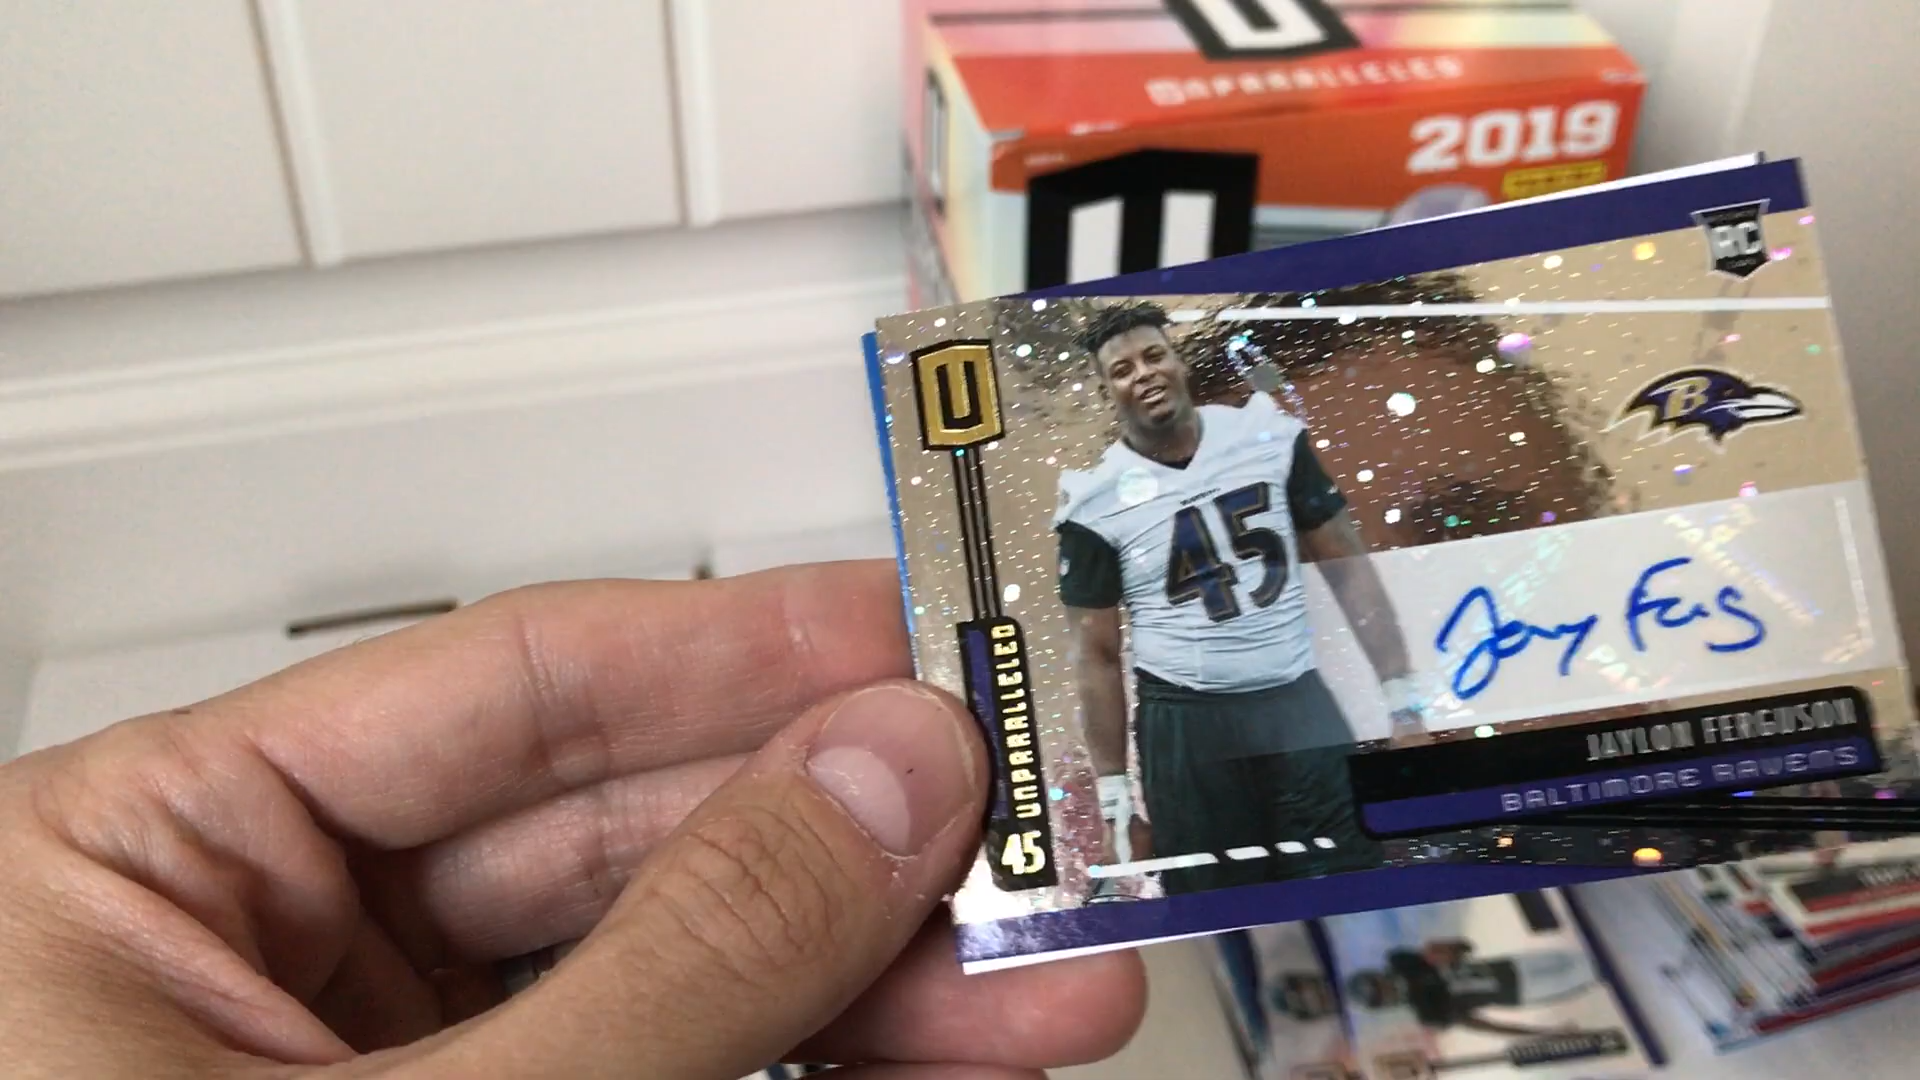 U
UNPARALLELED
2019
U
RC
U
B
45
UNPARALLELED
45
JAYLON FERGUSON
BALTIMORE RAVENS